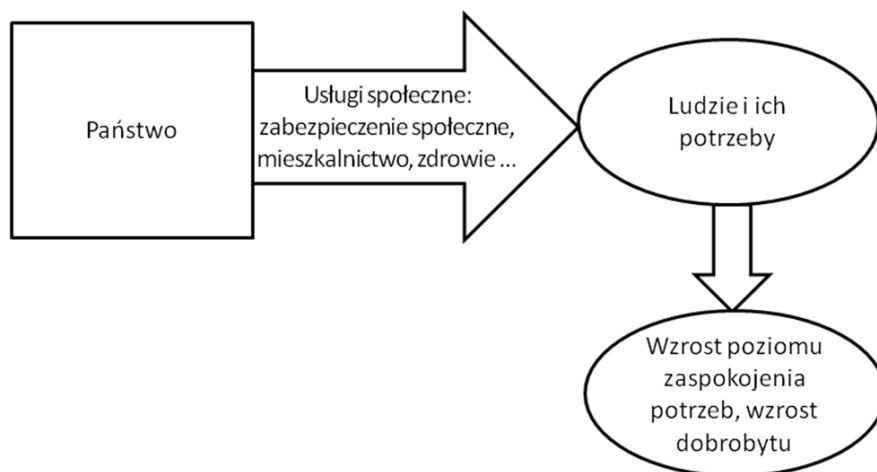 Państwo
Usługi społeczne:
zabezpieczenie społeczne,
mieszkalnictwo, zdrowie ...
Ludzie i ich
potrzeby
Wzrost poziomu
zaspokojenia
potrzeb, wzrost
dobrobytu